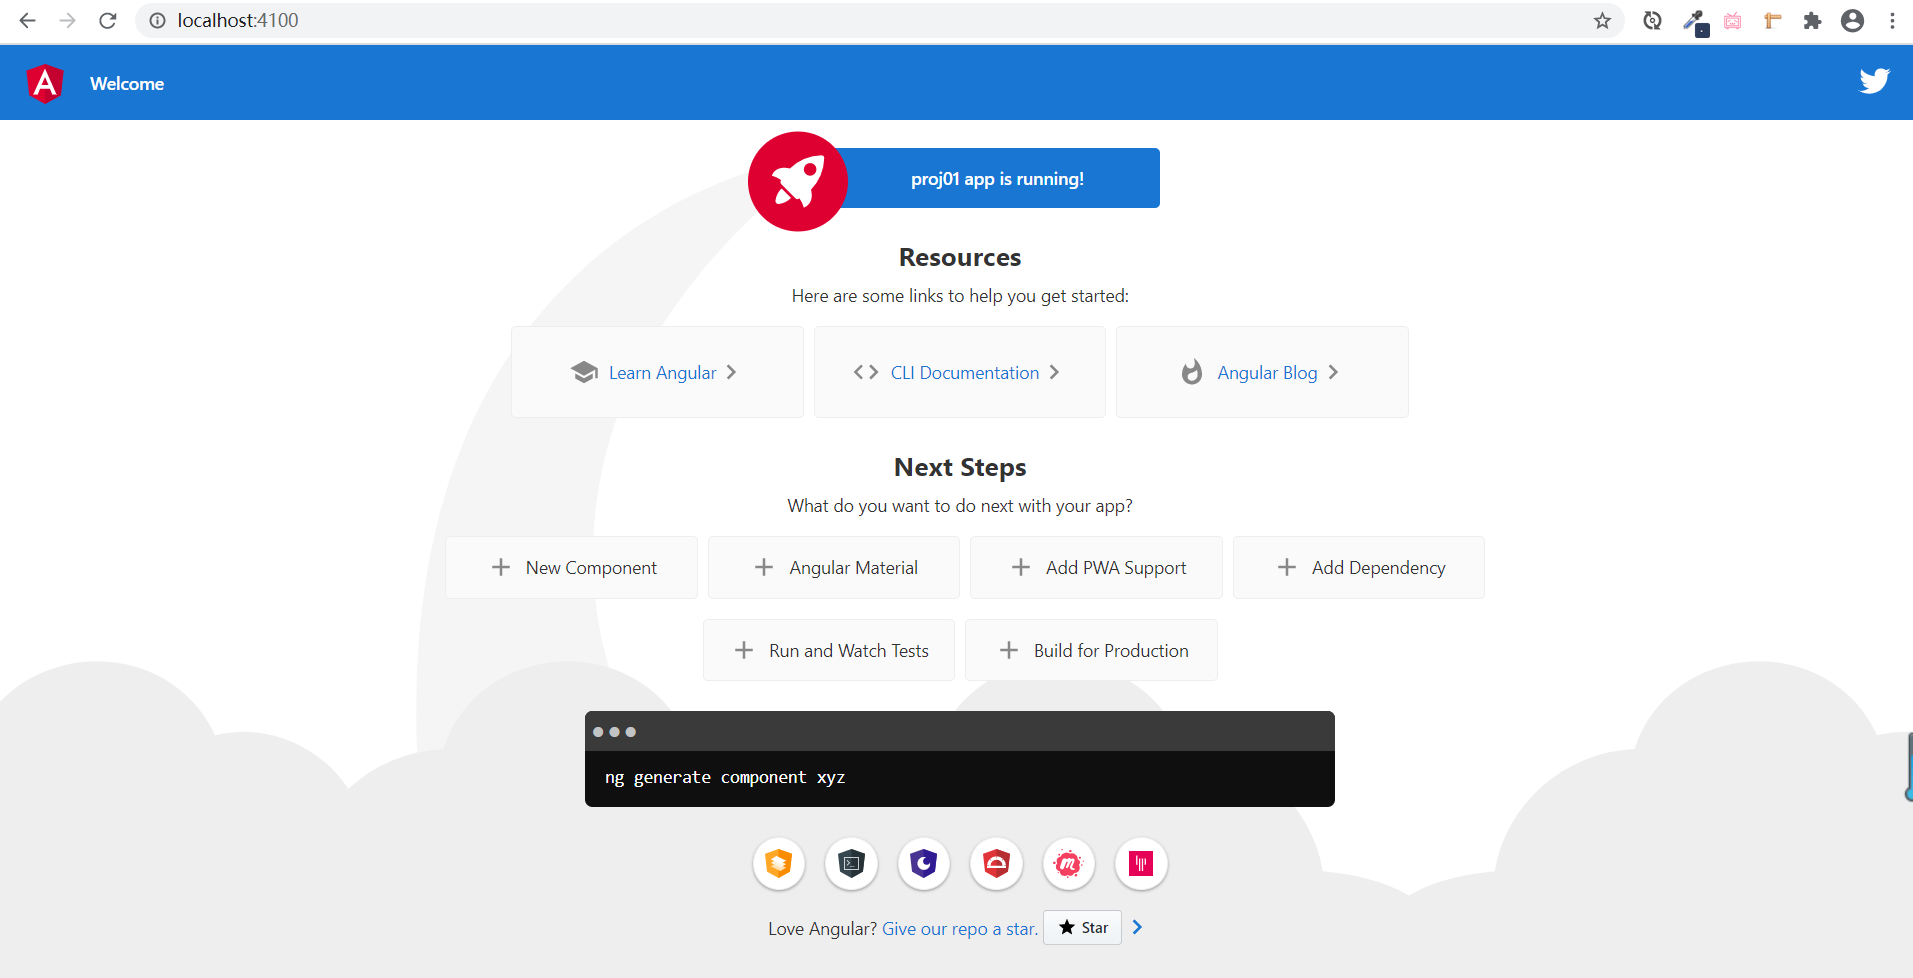 localhost:4100
Welcome
proj01 app is running!
Resources
Here are some links to help you get started:
Learn Angular
CLI Documentation
Angular Blog
Next Steps
What do you want to do next with your app?
New Component
Angular Material
Add PWA Support
Add Dependency
Run and Watch Tests
Build for Production
ng generate component xyz
Love Angular? Give our repo a star. Star